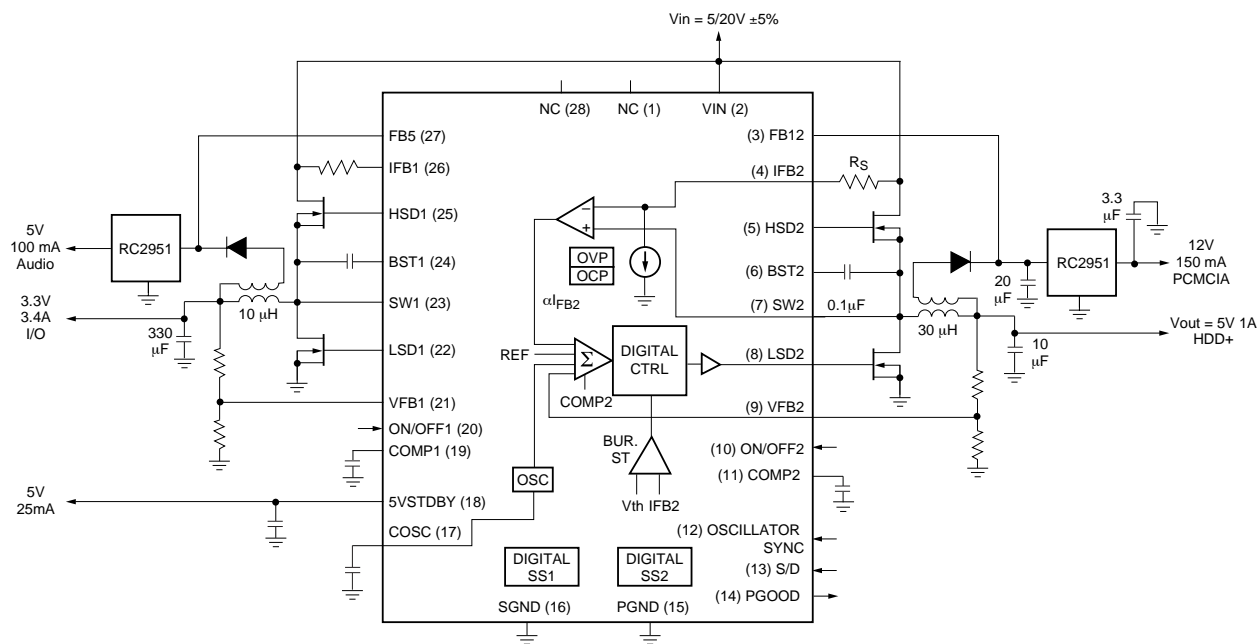 Vin = 5/20V ±5%
NC (28)
NC (1)
VIN (2)
FB5 (27)
IFB1 (26)
HSD1 (25)
BST1 (24)
SW1 (23)
LSD1 (22)
VFB1 (21)
ON/OFF1 (20)
COMP1 (19)
5VSTDBY (18)
COSC (17)
SGND (16)
PGND (15)
(3) FB12
(4) IFB2
(5) HSD2
(6) BST2
(7) SW2
(8) LSD2
(9) VFB2
(10) ON/OFF2
(11) COMP2
(12) OSCILLATOR
SYNC
(13) S/D
(14) PGOOD
5V
100 mA
Audio
RC2951
3.3V
3.4A
I/O
330
µF
10 µH
5V
25mA
–
+
OVP
OCP
αIFB2
REF
Σ
COMP2
DIGITAL
CTRL
BUR.
ST
Vth IFB2
OSC
DIGITAL
SS1
DIGITAL
SS2
RS
0.1µF
30 µH
20
µF
RC2951
3.3
µF
12V
150 mA
PCMCIA
10
µF
Vout = 5V 1A
HDD+